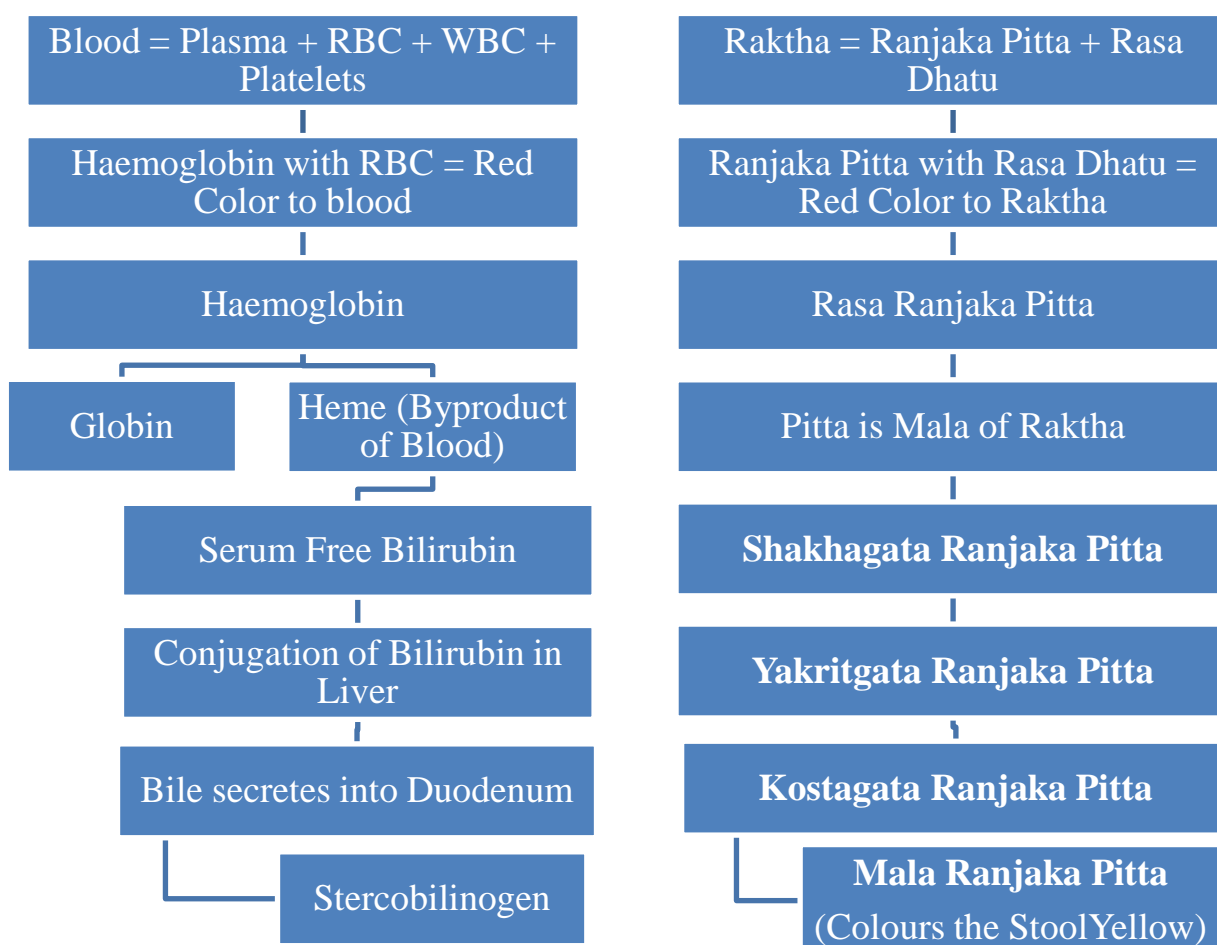 Blood = Plasma + RBC + WBC +
Platelets
Haemoglobin with RBC = Red
Color to blood
Haemoglobin
Globin
Heme (Byproduct
of Blood)
Serum Free Bilirubin
Conjugation of Bilirubin in
Liver
Bile secretes into Duodenum
Stercobilinogen
Raktha = Ranjaka Pitta + Rasa
Dhatu
Ranjaka Pitta with Rasa Dhatu =
Red Color to Raktha
Rasa Ranjaka Pitta
Pitta is Mala of Raktha
Shakhagata Ranjaka Pitta
Yakritgata Ranjaka Pitta
Kostagata Ranjaka Pitta
Mala Ranjaka Pitta
(Colours the StoolYellow)